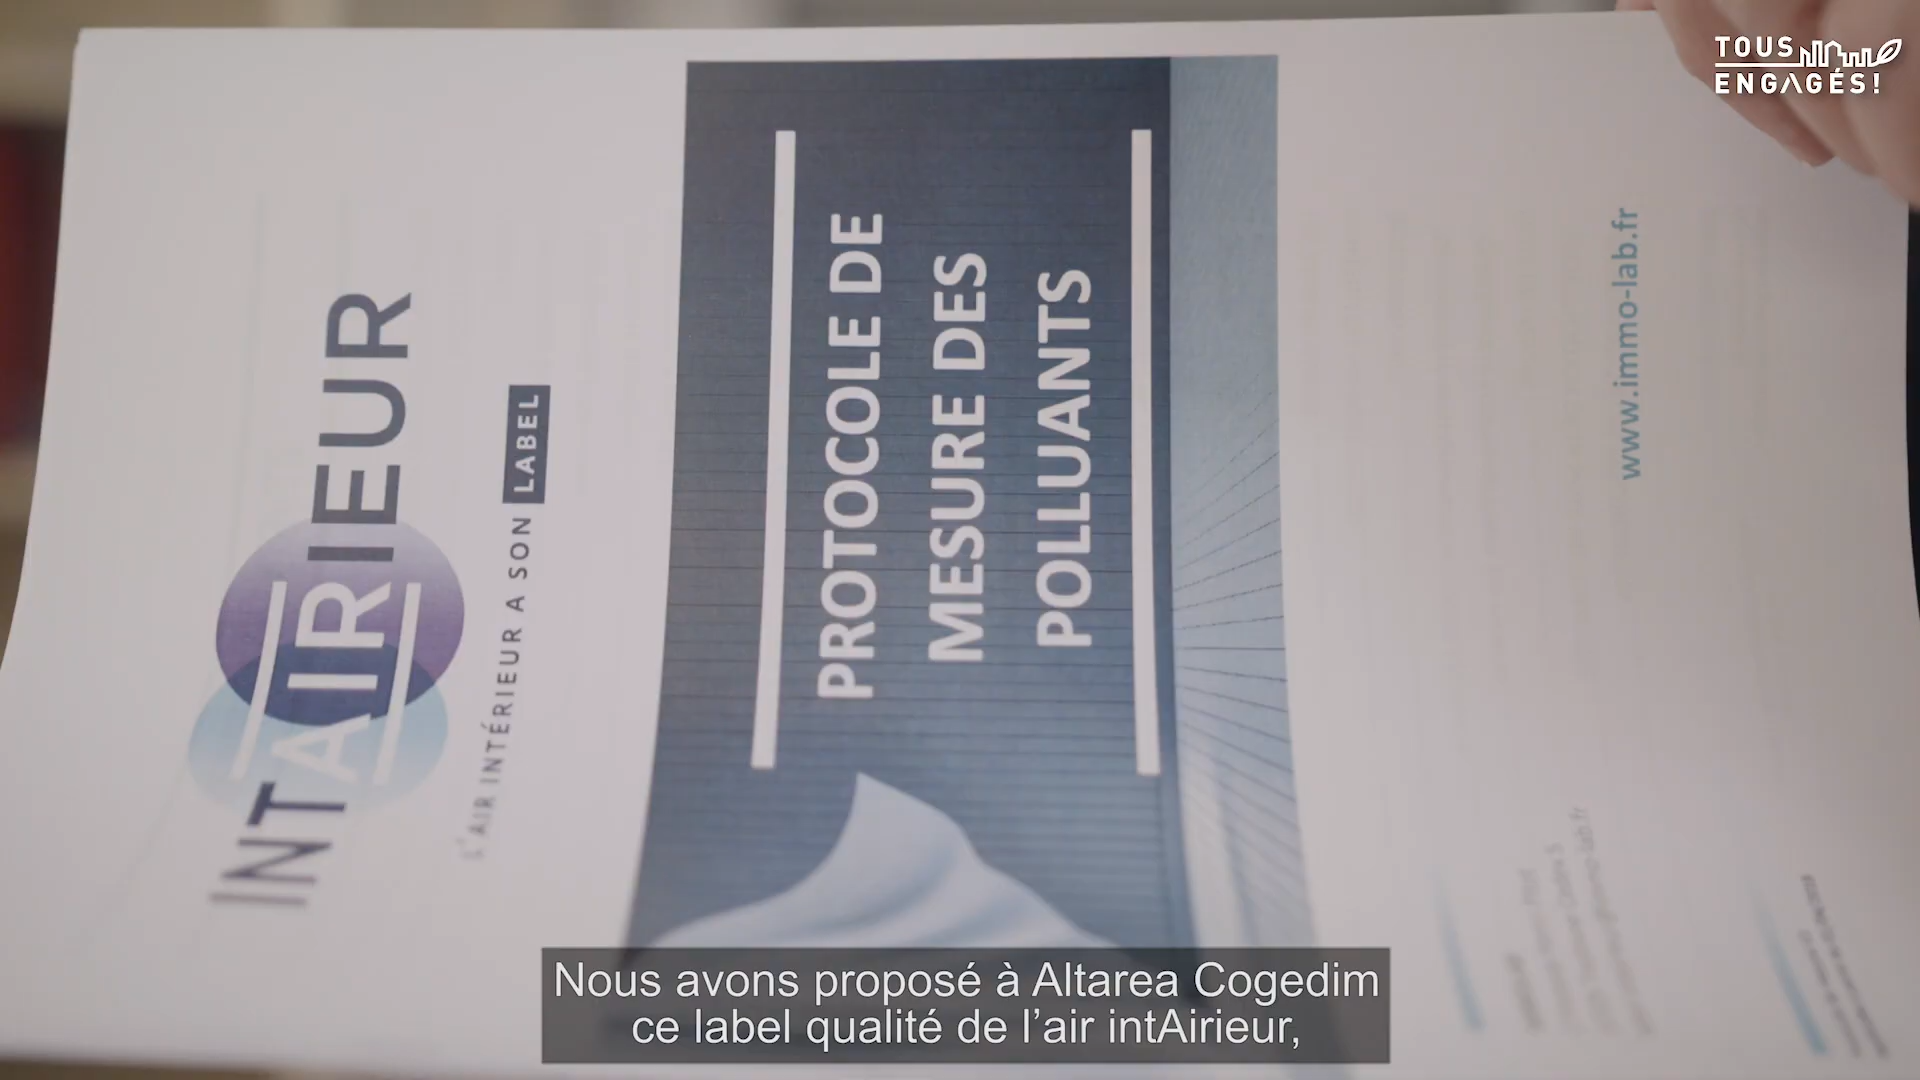 TOUS
ENGAGÉS!
INTAIRIEUR
L'AIR INTÉRIEUR A SON LABEL
PROTOCOLE DE
MESURE DES
POLLUANTS
www.immo-lab.fr
Nous avons proposé à Altarea Cogedim
ce label qualité de l’air intAirieur,